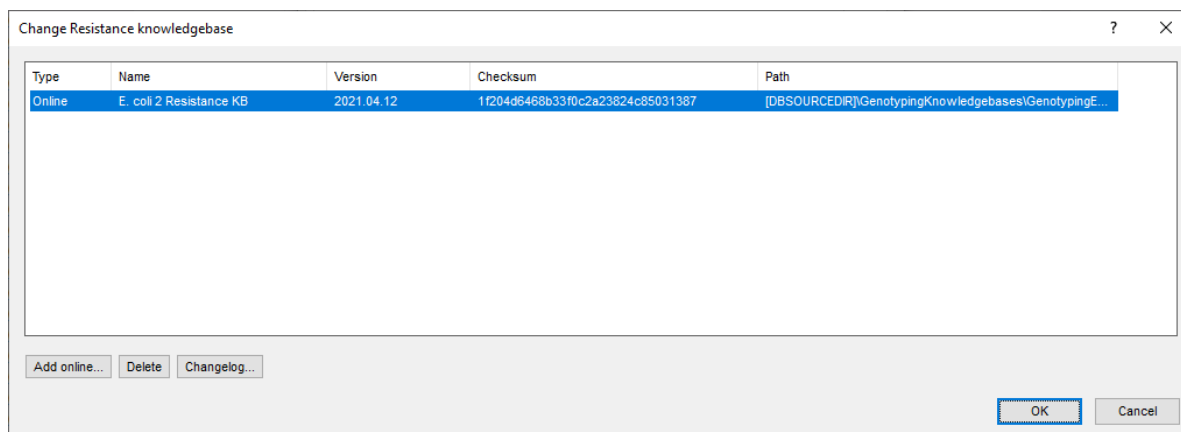 Change Resistance knowledgebase ? ×
Type Name Version Checksum Path
Online E. coli 2 Resistance KB 2021.04.12 1f204d6468b33f0c2a23824c85031387 [DBSOURCEDIR]\GenotypingKnowledgebases\GenotypingE...
Add online... Delete Changelog...
OK Cancel